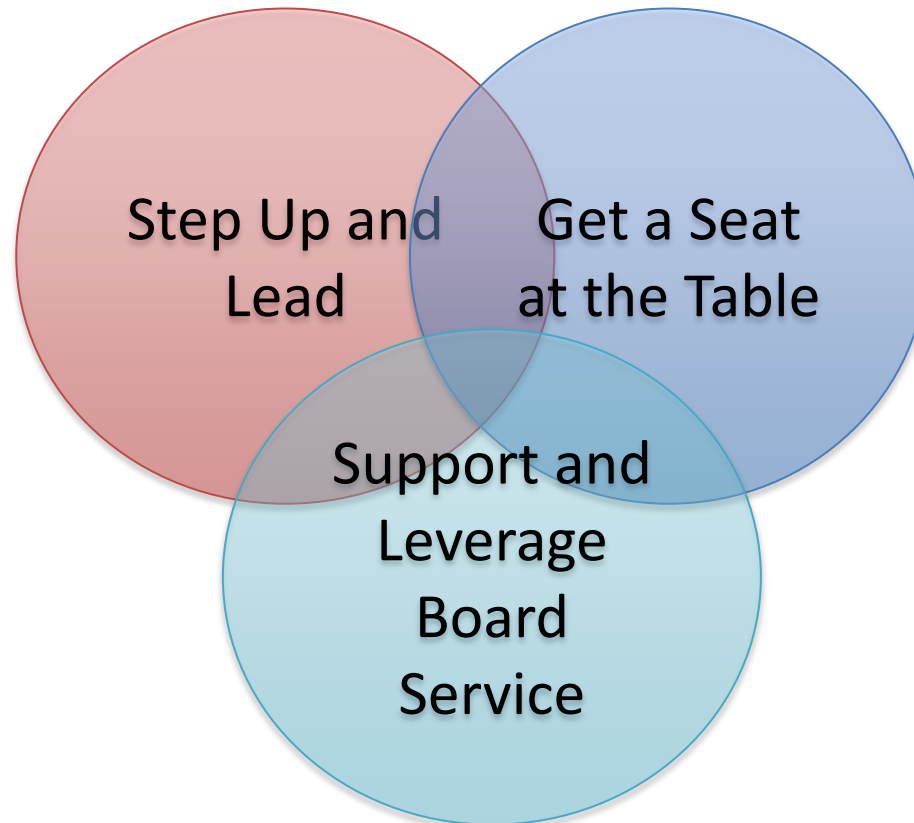 Step Up and
Lead
Get a Seat
at the Table
Support and
Leverage
Board
Service